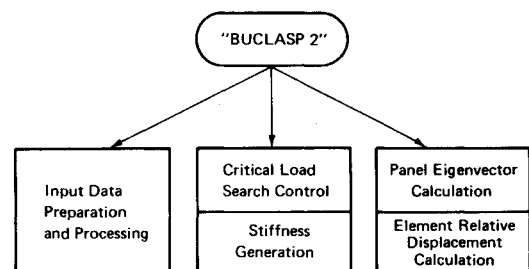 "BUCLASP 2"
Input Data
Preparation
and Processing
Critical Load
Search Control
Stiffness
Generation
Panel Eigenvector
Calculation
Element Relative
Displacement
Calculation